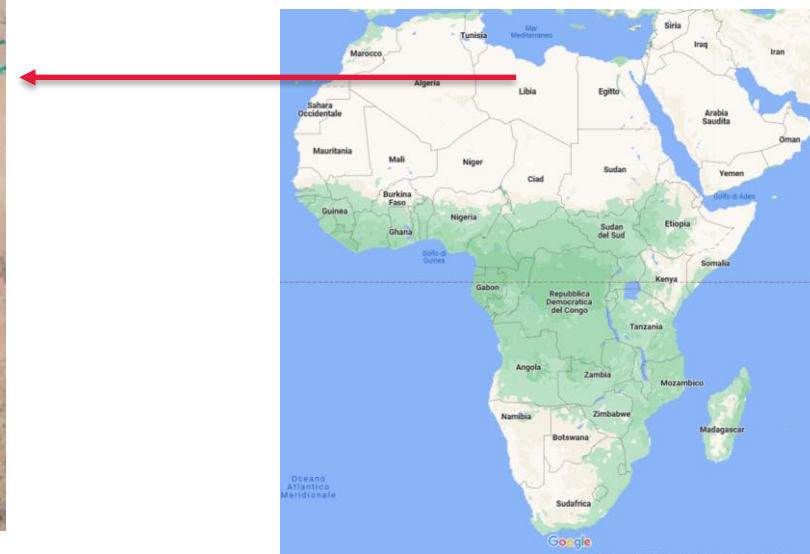 Siria
Mar
Mediterraneo
Tunisia
Iraq
Iran
Marocco
Algeria
Libia
Egitto
Sahara
Occidentale
Arabia
Saudita
Oman
Mauritania
Mali
Niger
Ciad
Sudan
Yemen
Golfo di Aden
Burkina
Faso
Guinea
Nigeria
Ghana
Sudan
del Sud
Etiopia
Golfo di
Guinea
Somalia
Kenya
Gabon
Repubblica
Democratica
del Congo
Tanzania
Angola
Zambia
Mozambico
Namibia
Zimbabwe
Botswana
Madagascar
Oceano
Atlantico
Meridionale
Sudafrica
Google